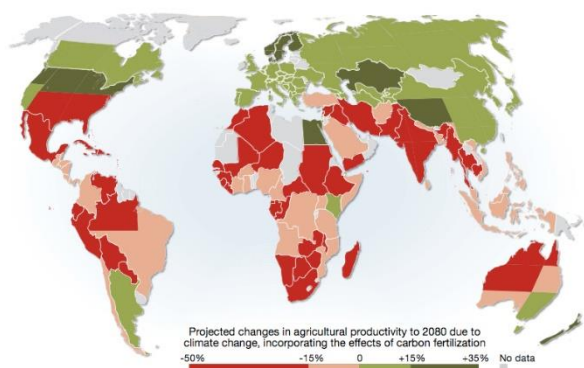 Projected changes in agricultural productivity to 2080 due to
climate change, incorporating the effects of carbon fertilization
-50% -15% 0 +15% +35% No data